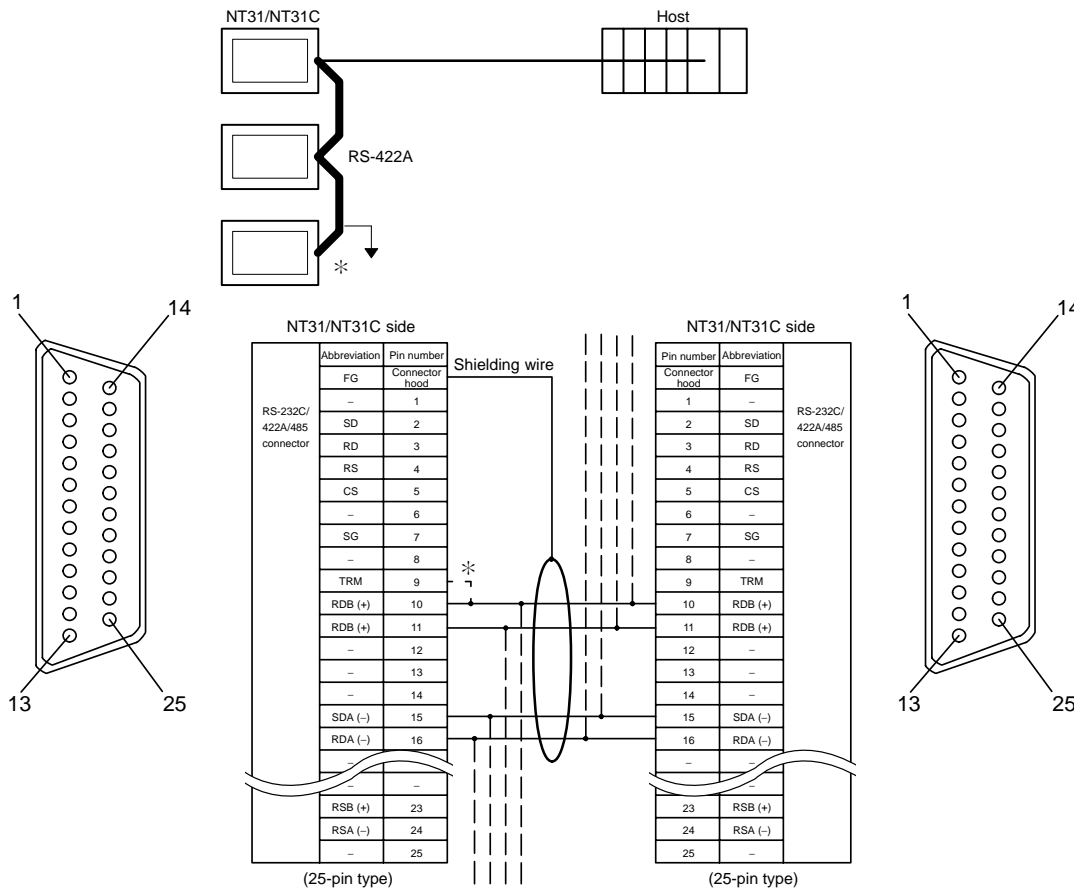 NT31/NT31C
Host
RS-422A
*
1
14
13
25
NT31/NT31C side
Abbreviation Pin number
FG Connector hood
– 1
SD 2
RD 3
RS 4
CS 5
– 6
SG 7
– 8
TRM 9
RDB (+) 10
RDB (+) 11
– 12
– 13
– 14
SDA (–) 15
RDA (–) 16
– –
– –
RSB (+) 23
RSA (–) 24
– 25
RS-232C/
422A/485
connector
(25-pin type)
Shielding wire
*
NT31/NT31C side
Pin number Abbreviation
Connector hood FG
1 –
2 SD
3 RD
4 RS
5 CS
6 –
7 SG
8 –
9 TRM
10 RDB (+)
11 RDB (+)
12 –
13 –
14 –
15 SDA (–)
16 RDA (–)
– –
–
23 RSB (+)
24 RSA (–)
25 –
RS-232C/
422A/485
connector
(25-pin type)
1
14
13
25